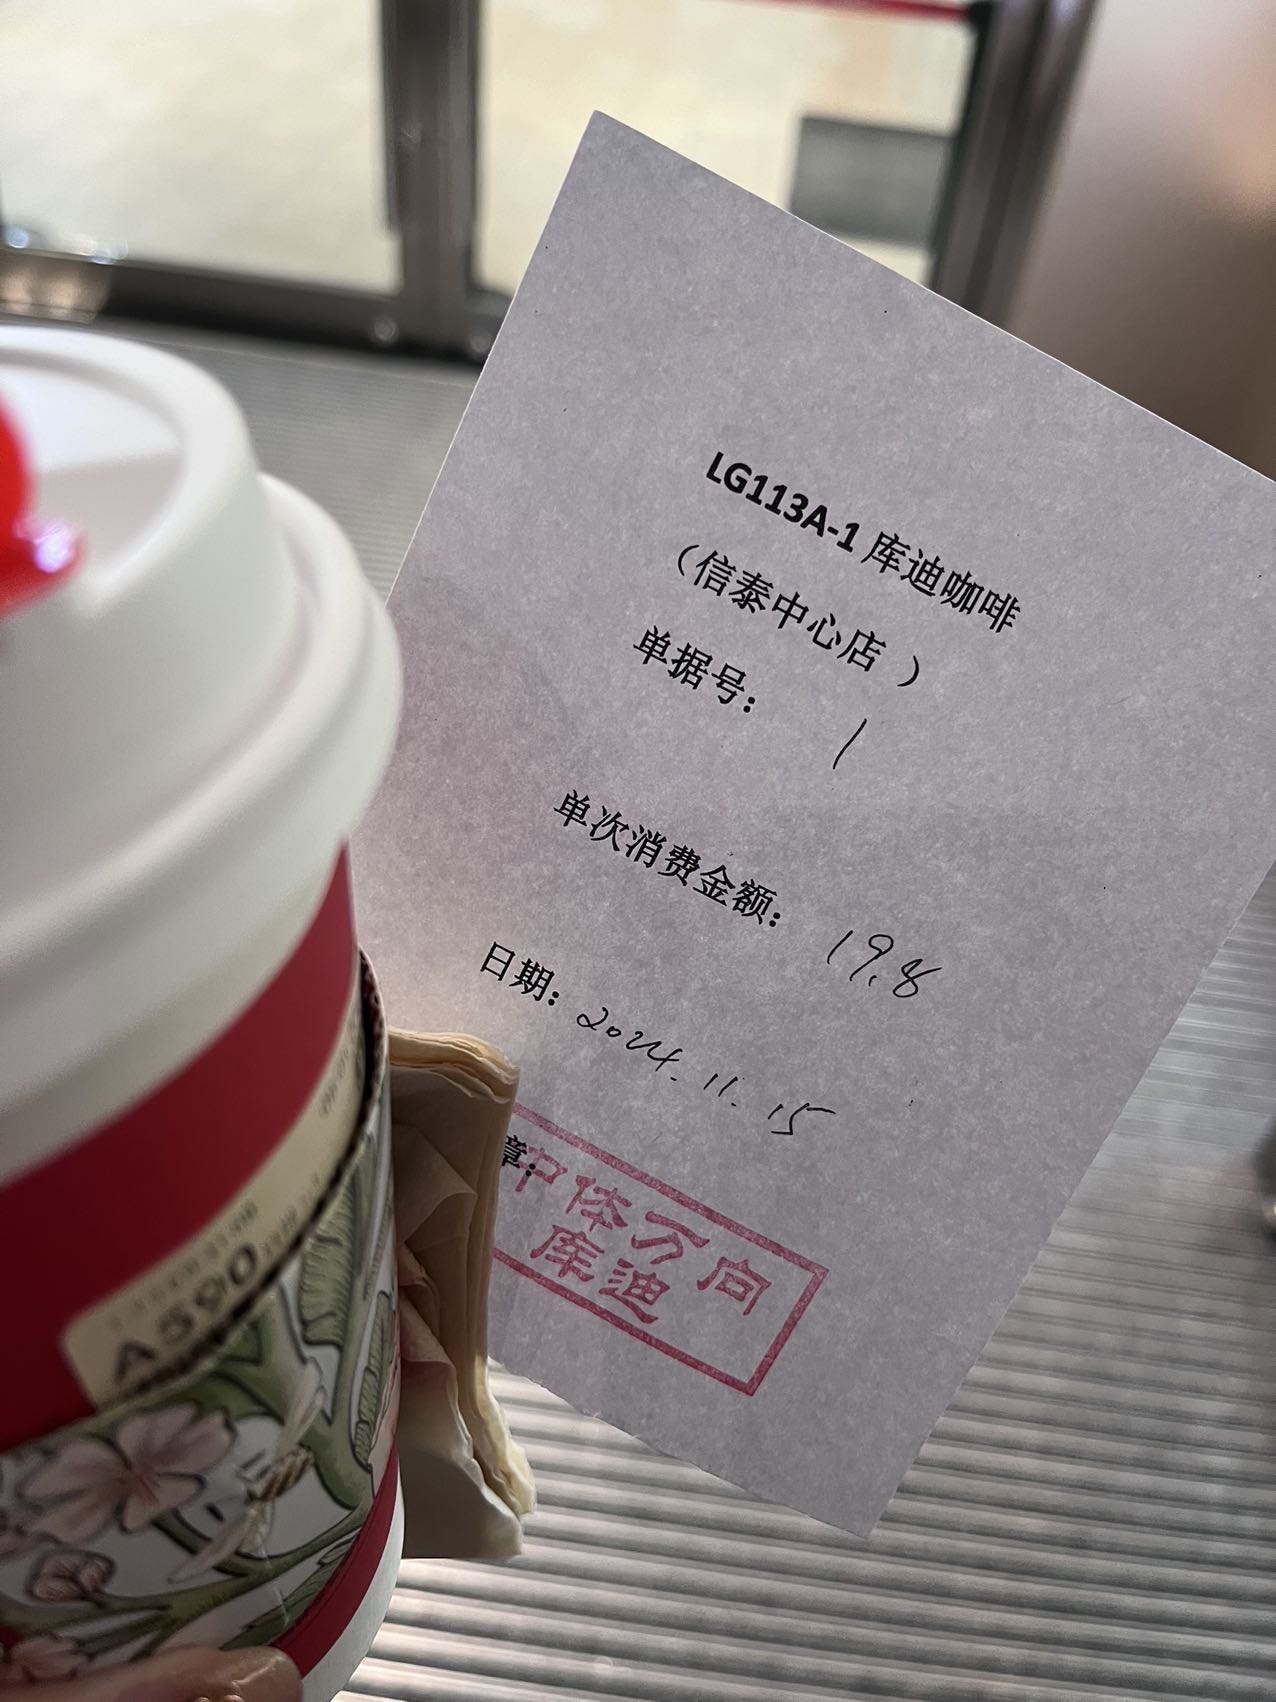 LG113A-1 库迪咖啡
（信泰中心店 ）
单据号： 1
单次消费金额： 19.8
日期： 2024.11.15
章：
中体万向
库迪
A590